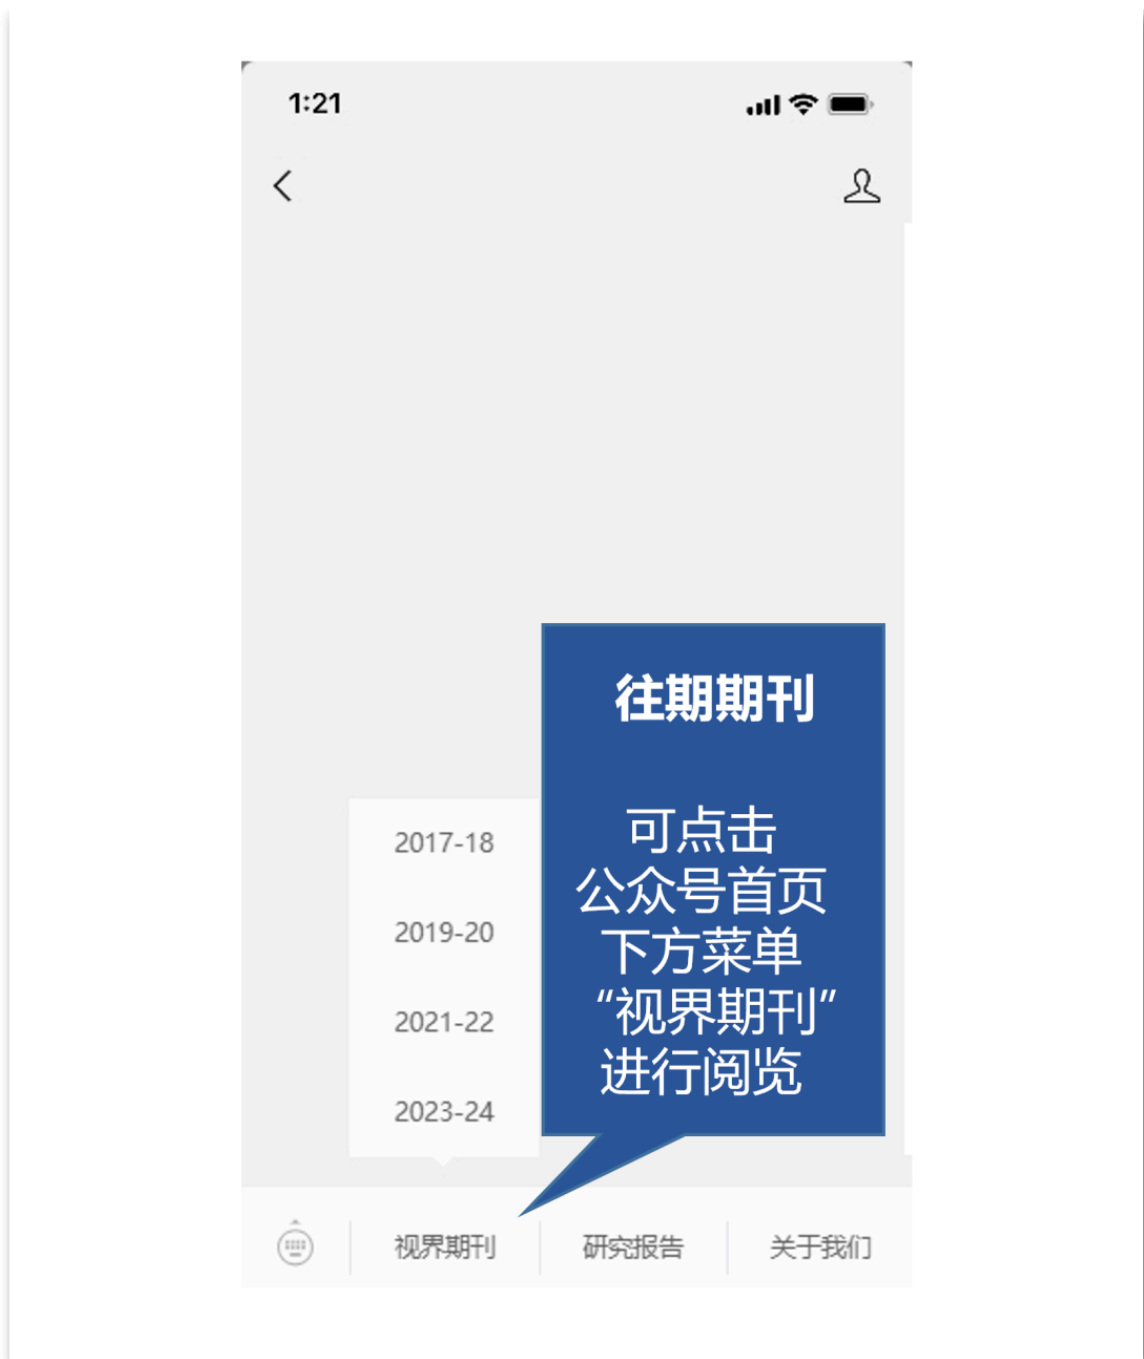 1:21
往期期刊
可点击
公众号首页
下方菜单
“视界期刊”
进行阅览
2017-18
2019-20
2021-22
2023-24
视界期刊
研究报告
关于我们